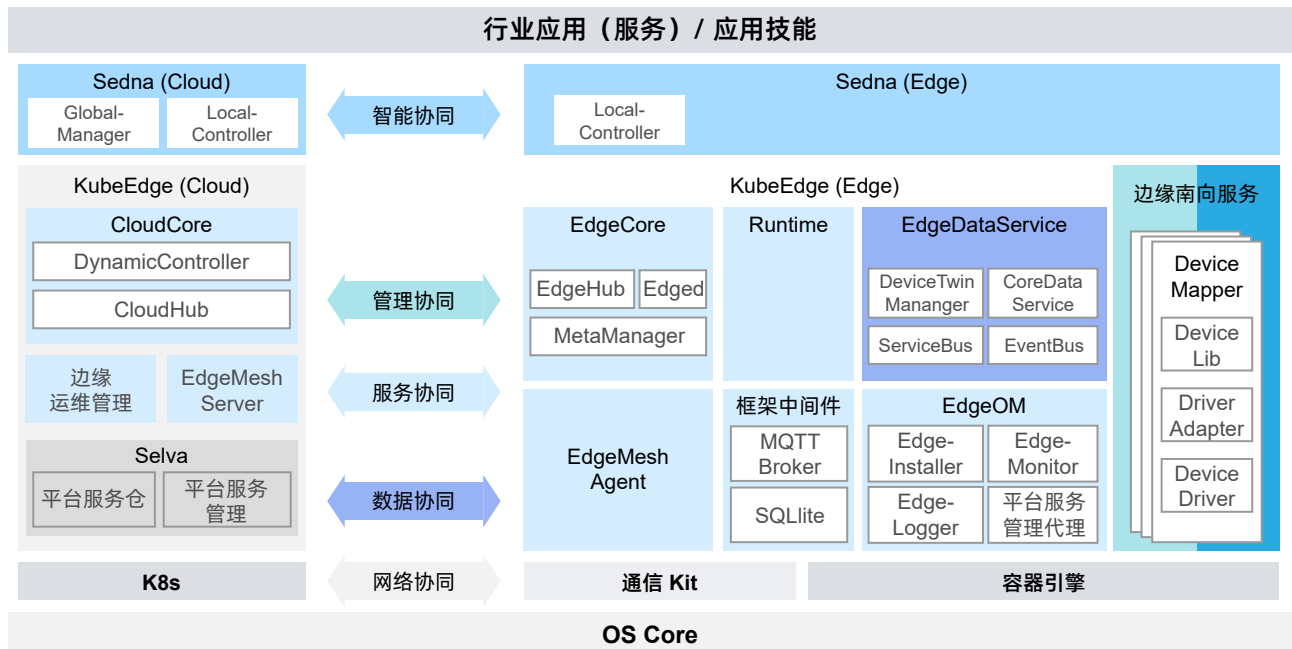 行业应用（服务）/ 应用技能
Sedna (Cloud)
Global-
Manager
Local-
Controller
智能协同
Sedna (Edge)
Local-
Controller
KubeEdge (Cloud)
CloudCore
DynamicController
CloudHub
边缘
运维管理
EdgeMesh
Server
Selva
平台服务仓
平台服务
管理
管理协同
服务协同
数据协同
KubeEdge (Edge)
EdgeCore
EdgeHub
Edged
MetaManager
Runtime
EdgeDataService
DeviceTwin
Mananger
CoreData
Service
ServiceBus
EventBus
EdgeMesh
Agent
框架中间件
MQTT
Broker
SQLlite
EdgeOM
Edge-
Installer
Edge-
Monitor
Edge-
Logger
平台服务
管理代理
边缘南向服务
Device
Mapper
Device
Lib
Driver
Adapter
Device
Driver
K8s
网络协同
通信 Kit
容器引擎
OS Core